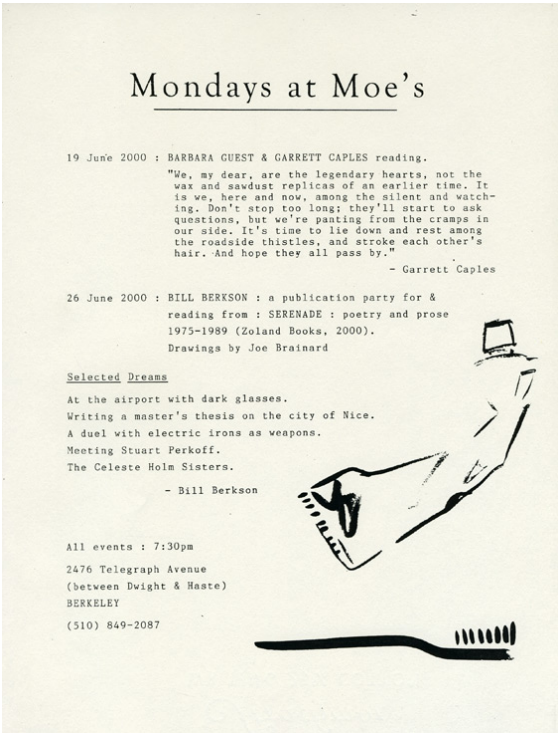 Mondays at Moe's
19 June 2000 : BARBARA GUEST & GARRETT CAPLES reading.
"We, my dear, are the legendary hearts, not the
wax and sawdust replicas of an earlier time. It
is we, here and now, among the silent and watch-
ing. Don't stop too long; they'll start to ask
questions, but we're panting from the cramps in
our side. It's time to lie down and rest among
the roadside thistles, and stroke each other's
hair. And hope they all pass by."
- Garrett Caples
26 June 2000 : BILL BERKSON : a publication party for &
reading from : SERENADE : poetry and prose
1975-1989 (Zoland Books, 2000).
Drawings by Joe Brainard
Selected Dreams
At the airport with dark glasses.
Writing a master's thesis on the city of Nice.
A duel with electric irons as weapons.
Meeting Stuart Perkoff.
The Celeste Holm Sisters.
- Bill Berkson
All events : 7:30pm
2476 Telegraph Avenue
(between Dwight & Haste)
BERKELEY
(510) 849-2087